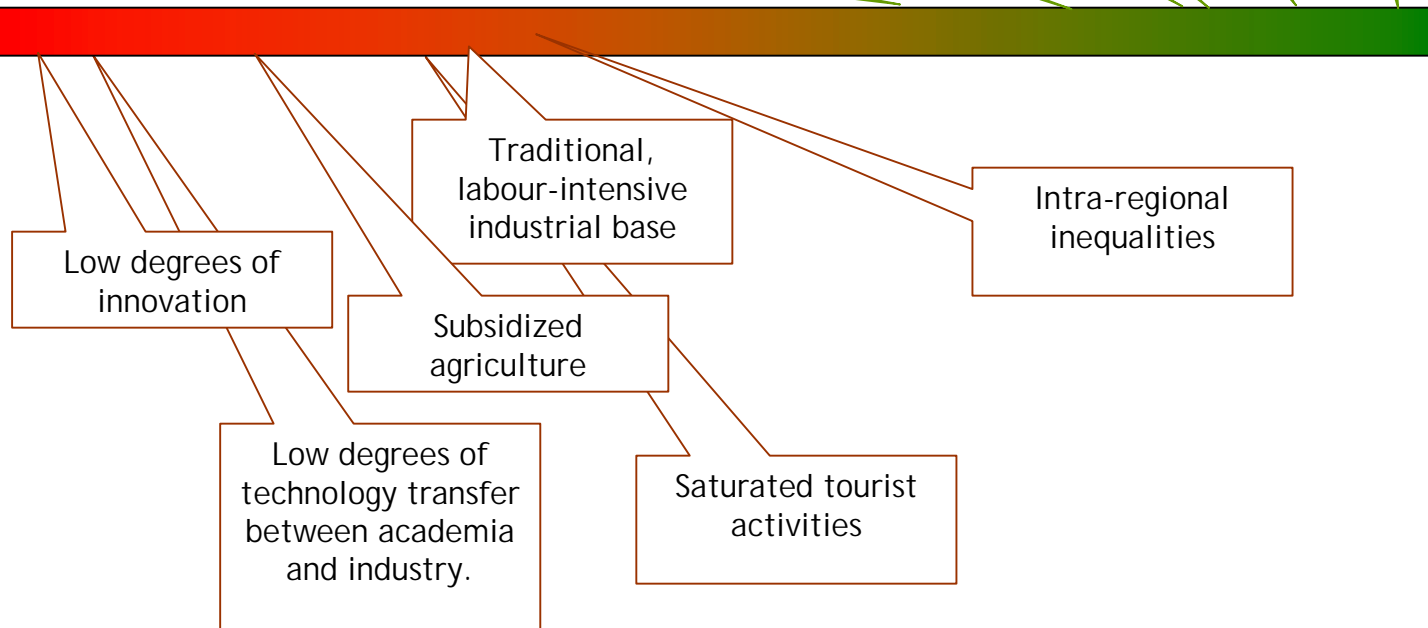 Traditional,
labour-intensive
industrial base
Intra-regional
inequalities
Low degrees of
innovation
Subsidized
agriculture
Low degrees of
technology transfer
between academia
and industry.
Saturated tourist
activities